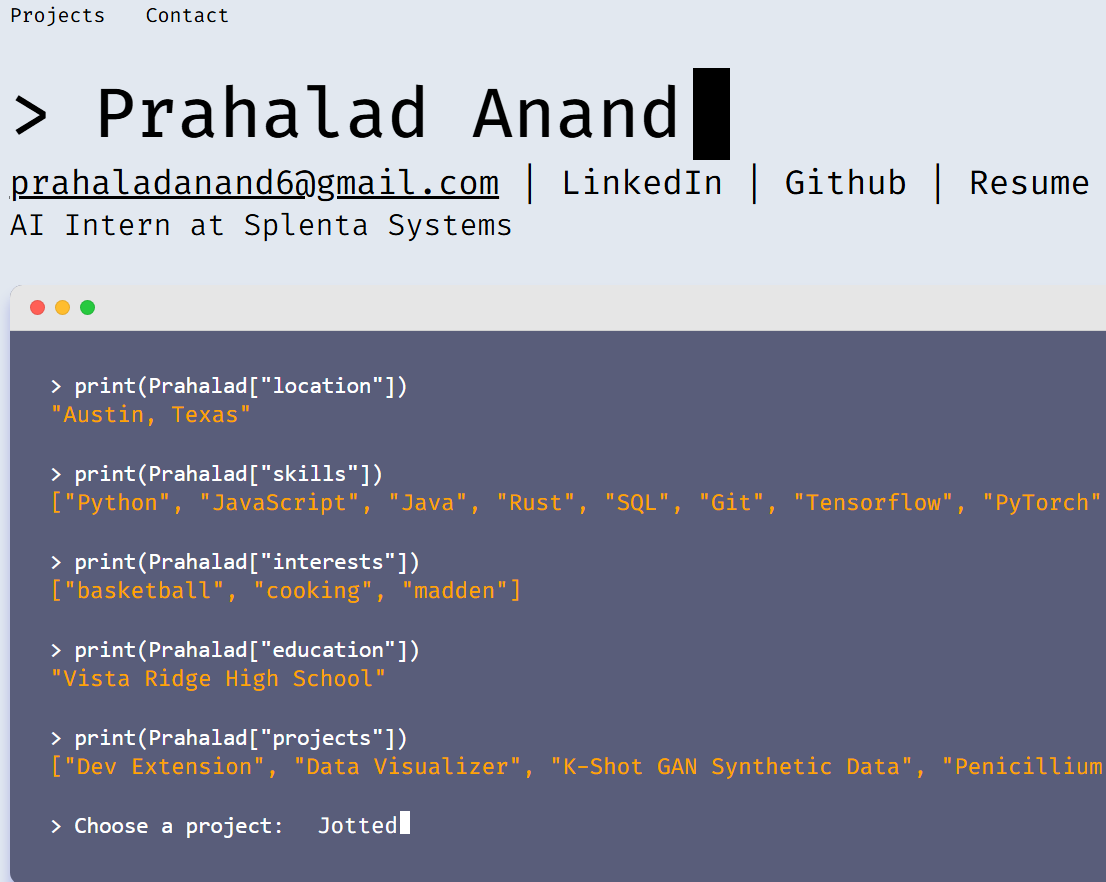 Projects Contact
> Prahalad Anand
prahaladanand6@gmail.com | LinkedIn | Github | Resume
AI Intern at Splenta Systems
> print(Prahalad["location"])
"Austin, Texas"
> print(Prahalad["skills"])
["Python", "JavaScript", "Java", "Rust", "SQL", "Git", "Tensorflow", "PyTorch"
> print(Prahalad["interests"])
["basketball", "cooking", "madden"]
> print(Prahalad["education"])
"Vista Ridge High School"
> print(Prahalad["projects"])
["Dev Extension", "Data Visualizer", "K-Shot GAN Synthetic Data", "Penicillium
> Choose a project: Jotted